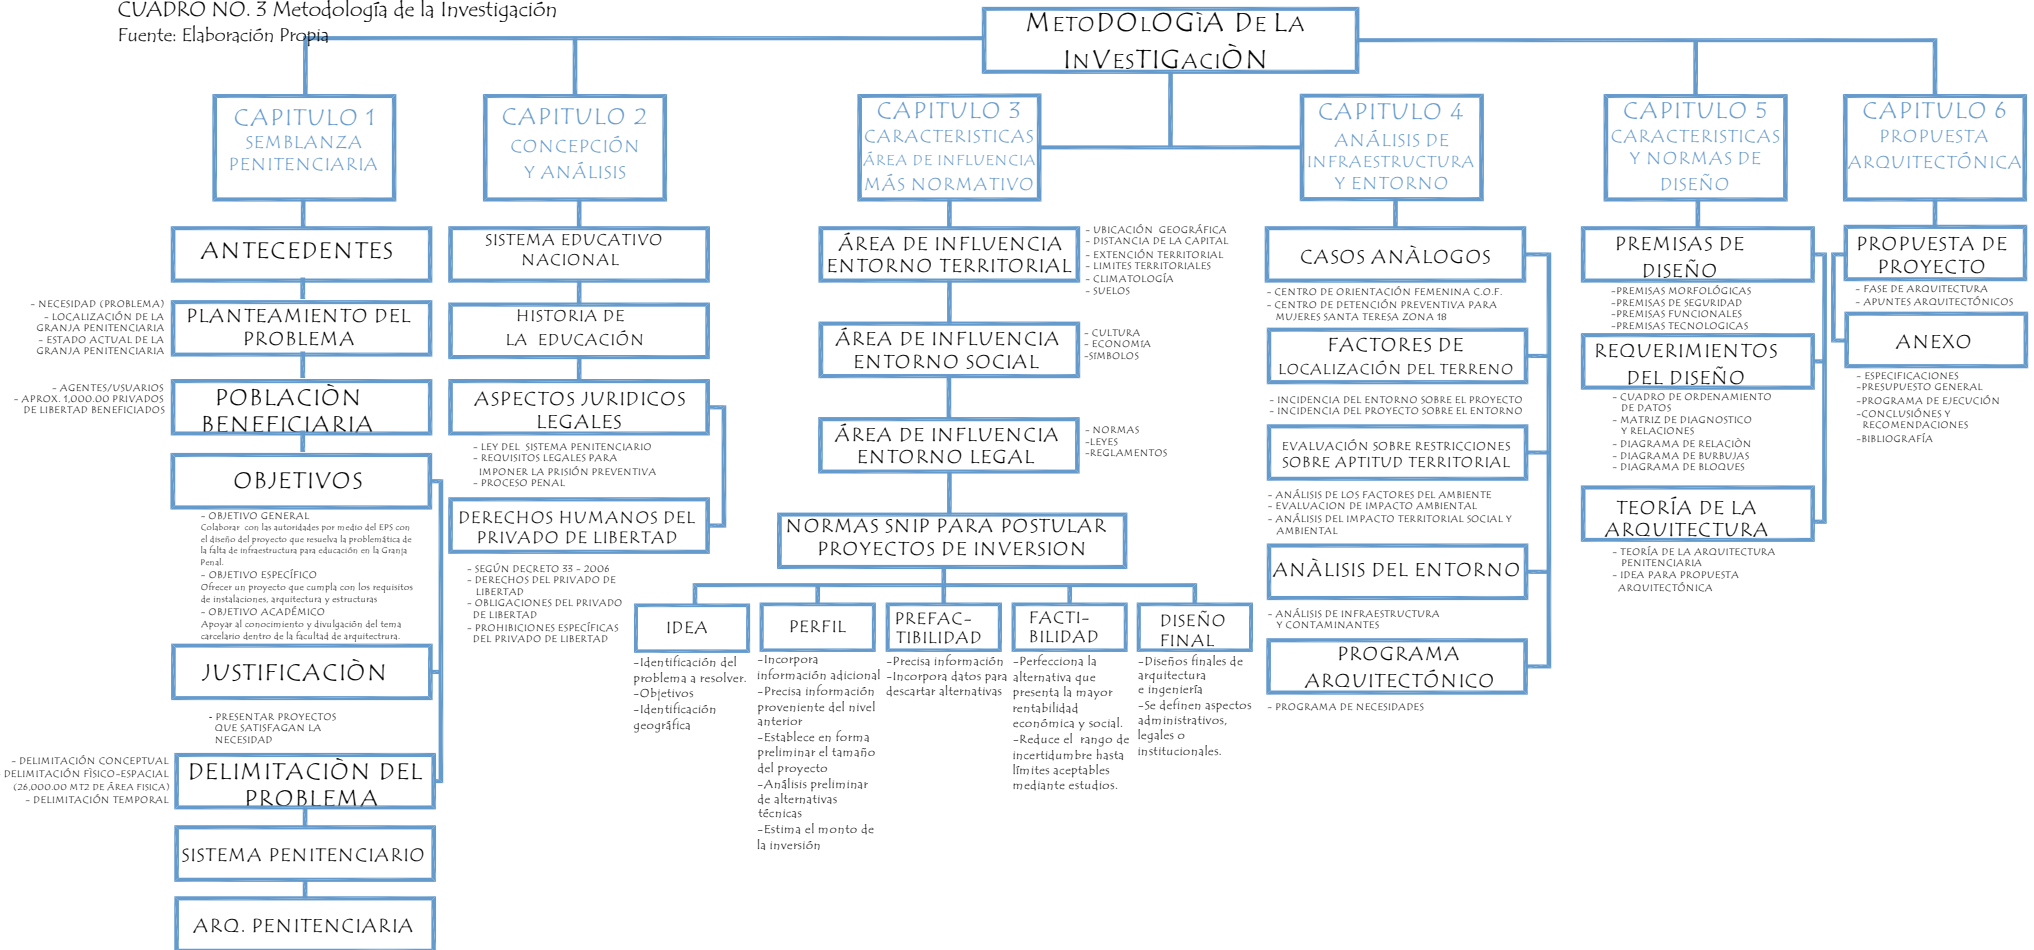 CUADRO NO. 3 Metodología de la Investigación
Fuente: Elaboración Propia
METODOLOGÌA DE LA
INVESTIGACIÒN
CAPITULO 1
SEMBLANZA
PENITENCIARIA
ANTECEDENTES
PLANTEAMIENTO DEL
PROBLEMA
- NECESIDAD (PROBLEMA)
- LOCALIZACIÓN DE LA
GRANJA PENITENCIARIA
- ESTADO ACTUAL DE LA
GRANJA PENITENCIARIA
POBLACIÒN
BENEFICIARIA
- AGENTES/USUARIOS
- APROX. 1,000.00 PRIVADOS
DE LIBERTAD BENEFICIADOS
OBJETIVOS
- OBJETIVO GENERAL
Colaborar con las autoridades por medio del EPS con
el diseño del proyecto que resuelva la problemática de
la falta de infraestructura para educación en la Granja
Penal.
- OBJETIVO ESPECÍFICO
Ofrecer un proyecto que cumpla con los requisitos
de instalaciones, arquitectura y estructuras
- OBJETIVO ACADÉMICO
Apoyar al conocimiento y divulgación del tema
carcelario dentro de la facultad de arquitectrura.
JUSTIFICACIÒN
- PRESENTAR PROYECTOS
QUE SATISFAGAN LA
NECESIDAD
DELIMITACIÒN DEL
PROBLEMA
- DELIMITACIÓN CONCEPTUAL
DELIMITACIÓN FÌSICO-ESPACIAL
(26,000.00 MT2 DE ÁREA FISICA)
- DELIMITACIÓN TEMPORAL
SISTEMA PENITENCIARIO
ARQ. PENITENCIARIA
CAPITULO 2
CONCEPCIÓN
Y ANÁLISIS
SISTEMA EDUCATIVO
NACIONAL
HISTORIA DE
LA EDUCACIÓN
ASPECTOS JURIDICOS
LEGALES
- LEY DEL SISTEMA PENITENCIARIO
- REQUISITOS LEGALES PARA
IMPONER LA PRISIÓN PREVENTIVA
- PROCESO PENAL
DERECHOS HUMANOS DEL
PRIVADO DE LIBERTAD
- SEGÚN DECRETO 33 - 2006
- DERECHOS DEL PRIVADO DE
LIBERTAD
- OBLIGACIONES DEL PRIVADO
DE LIBERTAD
- PROHIBICIONES ESPECÍFICAS
DEL PRIVADO DE LIBERTAD
CAPITULO 3
CARACTERISTICAS
ÁREA DE INFLUENCIA
MÁS NORMATIVO
ÁREA DE INFLUENCIA
ENTORNO TERRITORIAL
- UBICACIÓN GEOGRÁFICA
- DISTANCIA DE LA CAPITAL
- EXTENCIÓN TERRITORIAL
- LIMITES TERRITORIALES
- CLIMATOLOGÍA
- SUELOS
ÁREA DE INFLUENCIA
ENTORNO SOCIAL
- CULTURA
- ECONOMIA
-SIMBOLOS
ÁREA DE INFLUENCIA
ENTORNO LEGAL
- NORMAS
-LEYES
-REGLAMENTOS
NORMAS SNIP PARA POSTULAR
PROYECTOS DE INVERSION
IDEA
-Identificación del
problema a resolver.
-Objetivos
-Identificación
geográfica
PERFIL
-Incorpora
información adicional
-Precisa información
proveniente del nivel
anterior
-Establece en forma
preliminar el tamaño
del proyecto
-Análisis preliminar
de alternativas
técnicas
-Estima el monto de
la inversión
PREFAC-
TIBILIDAD
-Precisa información
-Incorpora datos para
descartar alternativas
FACTI-
BILIDAD
-Perfecciona la
alternativa que
presenta la mayor
rentabilidad
económica y social.
-Reduce el rango de
incertidumbre hasta
límites aceptables
mediante estudios.
DISEÑO
FINAL
-Diseños finales de
arquitectura
e ingeniería
-Se definen aspectos
administrativos,
legales o
institucionales.
CAPITULO 4
ANÁLISIS DE
INFRAESTRUCTURA
Y ENTORNO
CASOS ANÀLOGOS
- CENTRO DE ORIENTACIÓN FEMENINA C.O.F.
- CENTRO DE DETENCIÓN PREVENTIVA PARA
MUJERES SANTA TERESA ZONA 18
FACTORES DE
LOCALIZACIÓN DEL TERRENO
- INCIDENCIA DEL ENTORNO SOBRE EL PROYECTO
- INCIDENCIA DEL PROYECTO SOBRE EL ENTORNO
EVALUACIÓN SOBRE RESTRICCIONES
SOBRE APTITUD TERRITORIAL
- ANÁLISIS DE LOS FACTORES DEL AMBIENTE
- EVALUACION DE IMPACTO AMBIENTAL
- ANÁLISIS DEL IMPACTO TERRITORIAL SOCIAL Y
AMBIENTAL
ANÀLISIS DEL ENTORNO
- ANÁLISIS DE INFRAESTRUCTURA
Y CONTAMINANTES
PROGRAMA
ARQUITECTÓNICO
- PROGRAMA DE NECESIDADES
CAPITULO 5
CARACTERISTICAS
Y NORMAS DE
DISEÑO
PREMISAS DE
DISEÑO
-PREMISAS MORFOLÓGICAS
-PREMISAS DE SEGURIDAD
-PREMISAS FUNCIONALES
-PREMISAS TECNOLOGICAS
REQUERIMIENTOS
DEL DISEÑO
- CUADRO DE ORDENAMIENTO
DE DATOS
- MATRIZ DE DIAGNOSTICO
Y RELACIONES
- DIAGRAMA DE RELACIÒN
- DIAGRAMA DE BURBUJAS
- DIAGRAMA DE BLOQUES
TEORÍA DE LA
ARQUITECTURA
- TEORÍA DE LA ARQUITECTURA
PENITENCIARIA
- IDEA PARA PROPUESTA
ARQUITECTÓNICA
CAPITULO 6
PROPUESTA
ARQUITECTÓNICA
PROPUESTA DE
PROYECTO
- FASE DE ARQUITECTURA
- APUNTES ARQUITECTÓNICOS
ANEXO
- ESPECIFICACIONES
-PRESUPUESTO GENERAL
-PROGRAMA DE EJECUCIÓN
-CONCLUSIÓNES Y
RECOMENDACIONES
-BIBLIOGRAFÍA